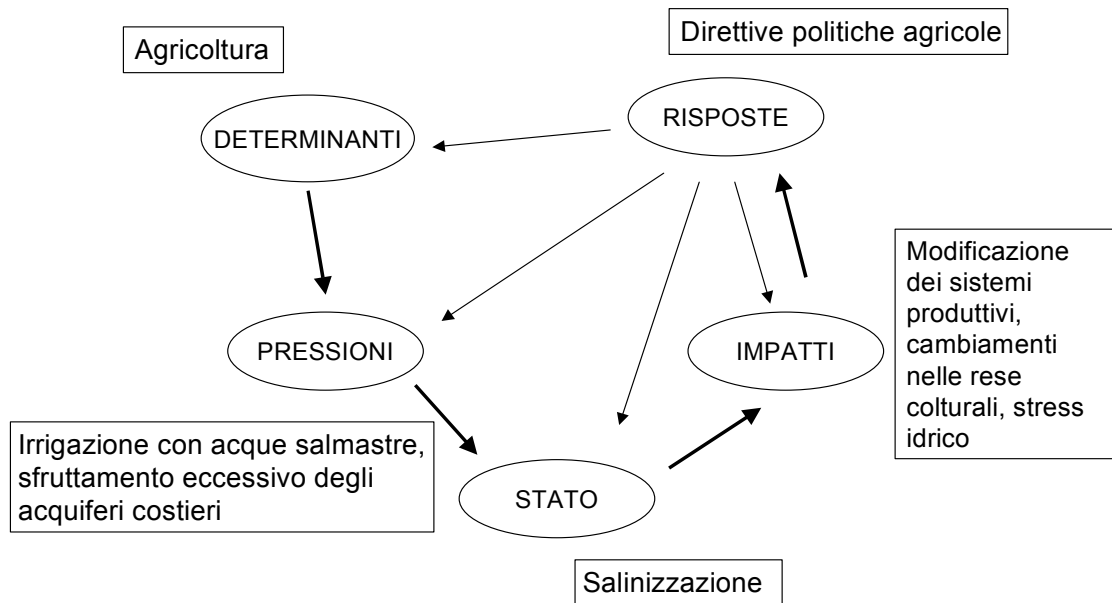 Agricoltura
Direttive politiche agricole
DETERMINANTI
RISPOSTE
PRESSIONI
IMPATTI
Modificazione
dei sistemi
produttivi,
cambiamenti
nelle rese
colturali, stress
idrico
Irrigazione con acque salmastre,
sfruttamento eccessivo degli
acquiferi costieri
STATO
Salinizzazione